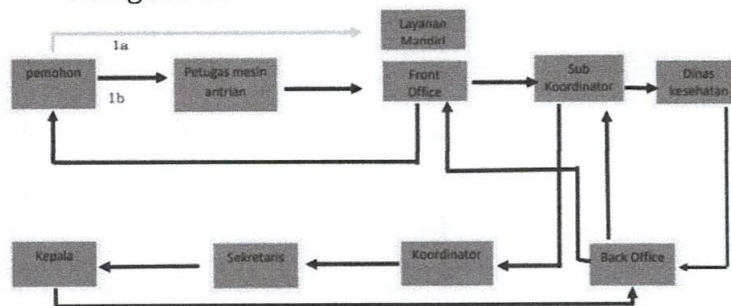 Layanan
Mandiri
1a
pemohon
1b
Petugas mesin
antrian
Front
Office
Sub
Koordinator
Dinas
kesehatan
Kepala
Sekretaris
Koordinator
Back Office